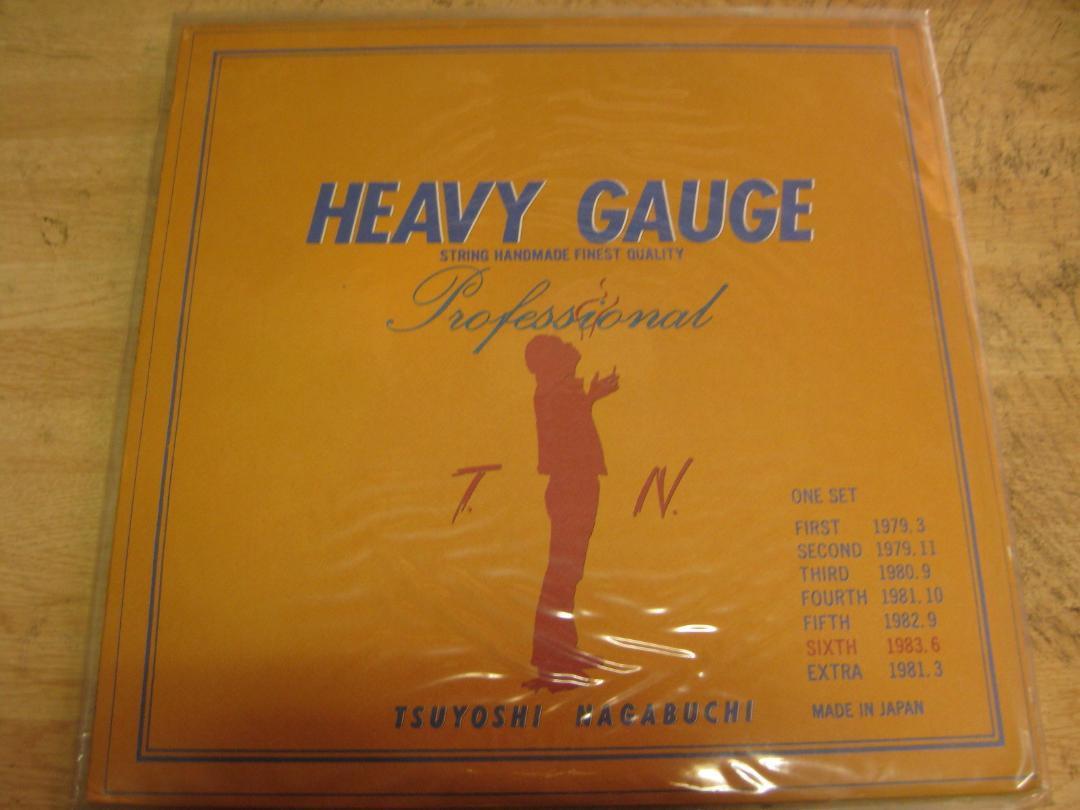 HEAVY GAUGE
STRING HANDMADE FINEST QUALITY
Professional
T. N.
ONE SET
FIRST 1979.3
SECOND 1979.11
THIRD 1980.9
FOURTH 1981.10
FIFTH 1982.9
SIXTH 1983.6
EXTRA 1981.3
TSUYOSHI NAGABUCHI
MADE IN JAPAN